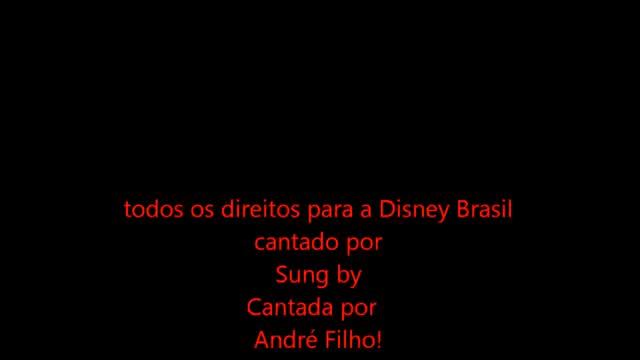 todos os direitos para a Disney Brasil
cantado por
Sung by
Cantada por
André Filho!